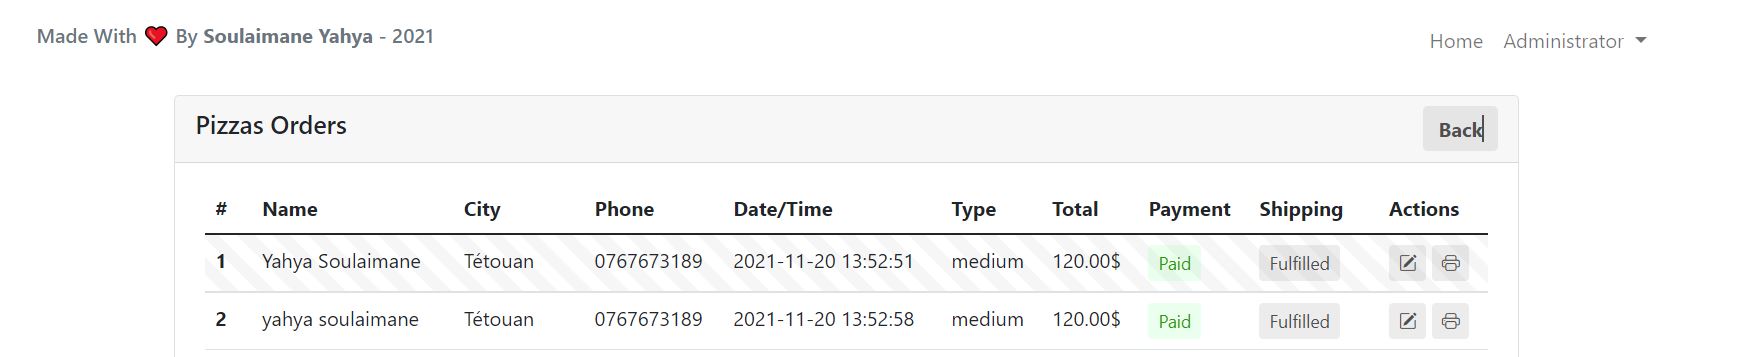 Made With ❤️ By Soulaimane Yahya - 2021
Home Administrator
Pizzas Orders
Back
# Name City Phone Date/Time Type Total Payment Shipping Actions
1 Yahya Soulaimane Tétouan 0767673189 2021-11-20 13:52:51 medium 120.00$ Paid Fulfilled
2 yahya soulaimane Tétouan 0767673189 2021-11-20 13:52:58 medium 120.00$ Paid Fulfilled